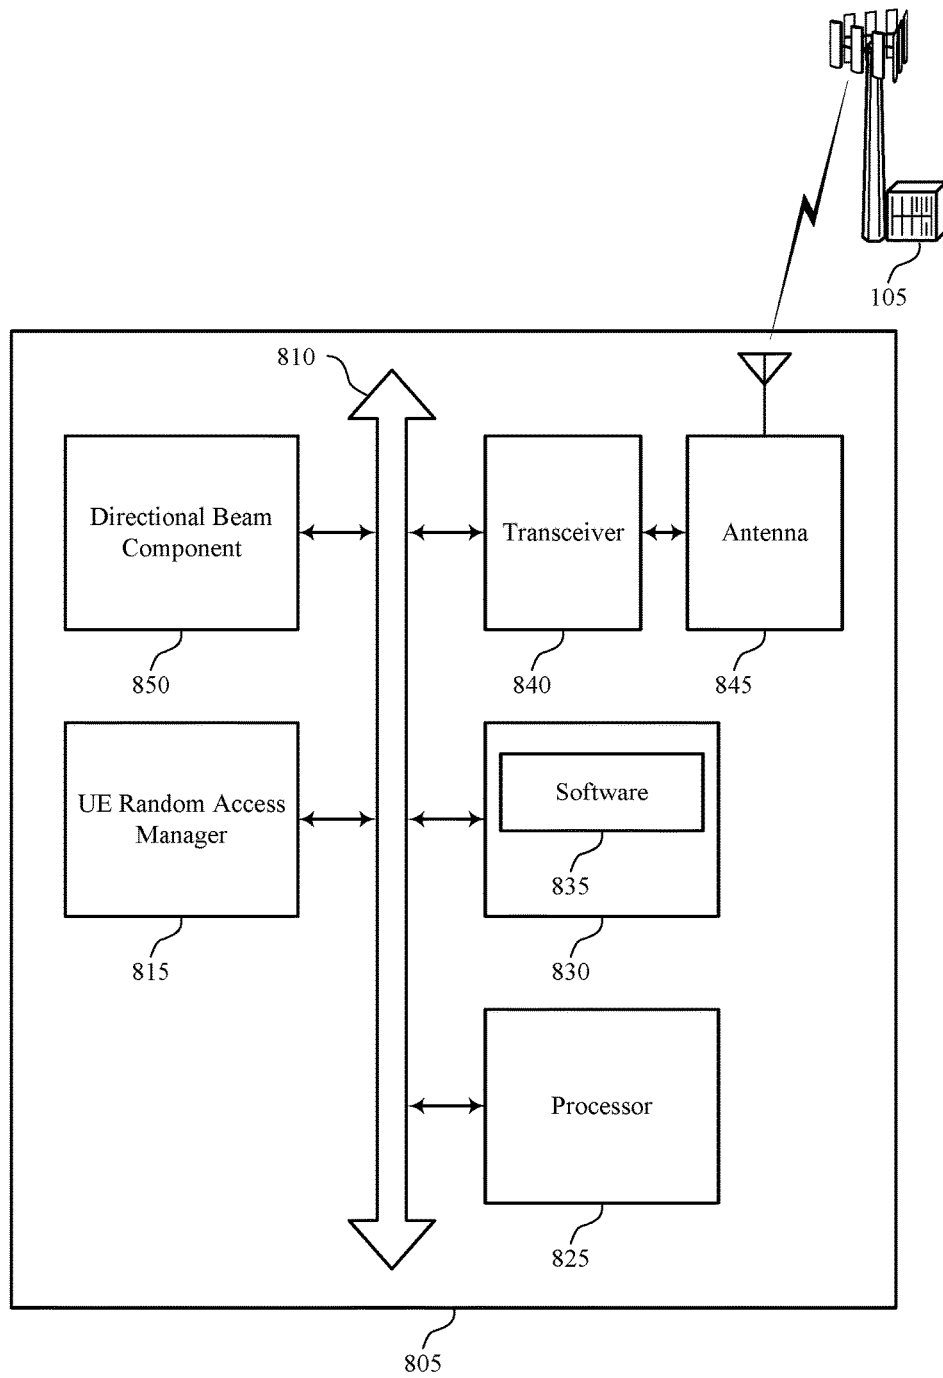 105
810
Directional Beam
Component
Transceiver
Antenna
850
840
845
UE Random Access
Manager
Software
835
815
830
Processor
825
805